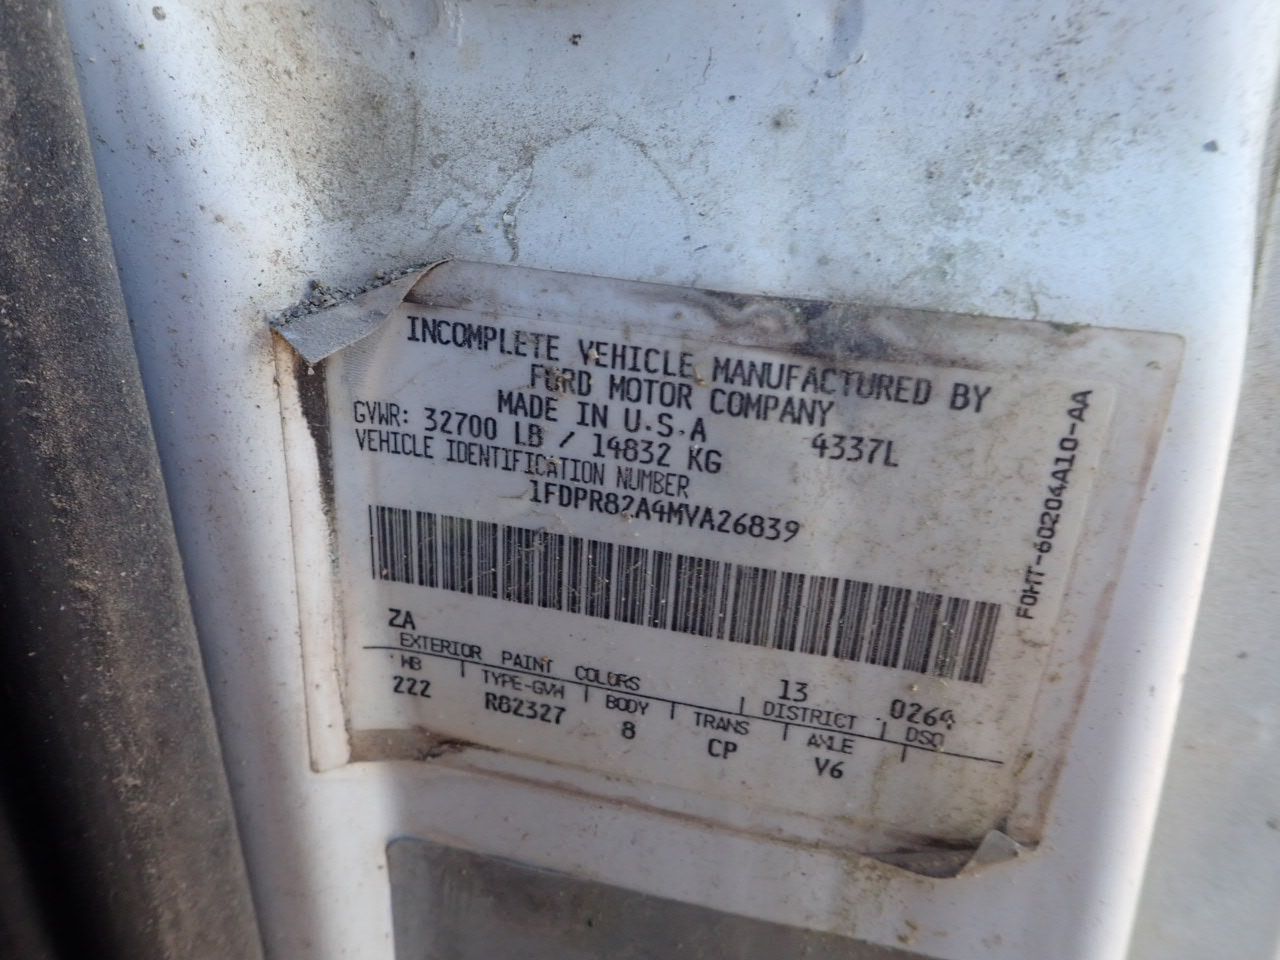 INCOMPLETE VEHICLE MANUFACTURED BY
FORD MOTOR COMPANY
MADE IN U.S.A
GVWR: 32700 LB / 14832 KG 4337L
VEHICLE IDENTIFICATION NUMBER
1FDPR82A4MVA26839
F0HT-60204A10-AA
ZA
EXTERIOR PAINT COLORS 13 0264
WB TYPE-GVW BODY TRANS DISTRICT AXLE DSO
222 R82327 8 CP V6